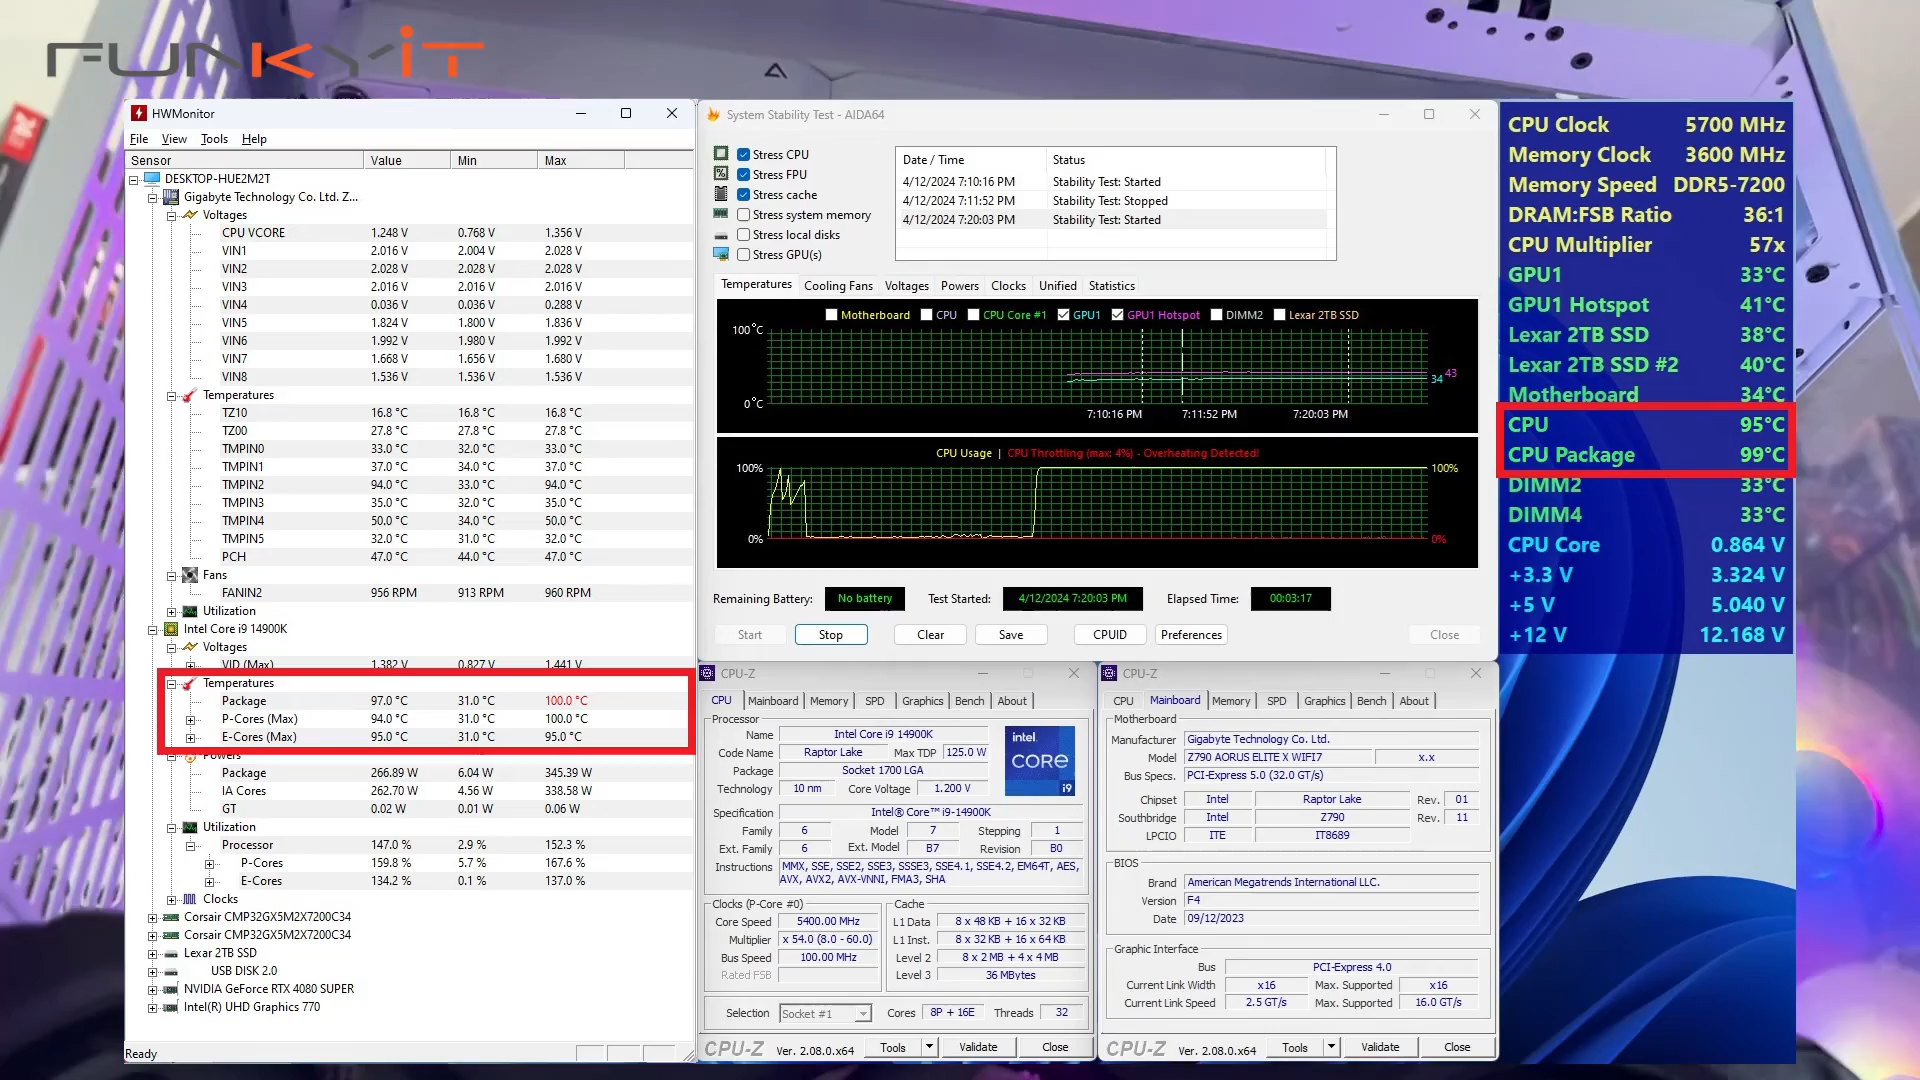 FUNKYiT
HWMonitor
File View Tools Help
Sensor Value Min Max
DESKTOP-HUE2M2T
Gigabyte Technology Co. Ltd. Z...
Voltages
CPU VCORE 1.248 V 0.768 V 1.356 V
VIN1 2.016 V 2.004 V 2.028 V
VIN2 2.028 V 2.028 V 2.028 V
VIN3 2.016 V 2.016 V 2.016 V
VIN4 0.036 V 0.036 V 0.288 V
VIN5 1.824 V 1.800 V 1.836 V
VIN6 1.992 V 1.980 V 1.992 V
VIN7 1.668 V 1.656 V 1.680 V
VIN8 1.536 V 1.536 V 1.536 V
Temperatures
TZ10 16.8 °C 16.8 °C 16.8 °C
TZ00 27.8 °C 27.8 °C 27.8 °C
TMPIN0 33.0 °C 32.0 °C 33.0 °C
TMPIN1 37.0 °C 34.0 °C 37.0 °C
TMPIN2 94.0 °C 33.0 °C 94.0 °C
TMPIN3 35.0 °C 32.0 °C 35.0 °C
TMPIN4 50.0 °C 34.0 °C 50.0 °C
TMPIN5 32.0 °C 31.0 °C 32.0 °C
PCH 47.0 °C 44.0 °C 47.0 °C
Fans
FANIN2 956 RPM 913 RPM 960 RPM
Utilization
Intel Core i9 14900K
Voltages
VID (Max) 1.382 V 0.827 V 1.441 V
Temperatures
Package 97.0 °C 31.0 °C 100.0 °C
P-Cores (Max) 94.0 °C 31.0 °C 100.0 °C
E-Cores (Max) 95.0 °C 31.0 °C 95.0 °C
Powers
Package 266.89 W 6.04 W 345.39 W
IA Cores 262.70 W 4.56 W 338.58 W
GT 0.02 W 0.01 W 0.06 W
Utilization
Processor 147.0 % 2.9 % 152.3 %
P-Cores 159.8 % 5.7 % 167.6 %
E-Cores 134.2 % 0.1 % 137.0 %
Clocks
Corsair CMP32GX5M2X7200C34
Corsair CMP32GX5M2X7200C34
Lexar 2TB SSD
USB DISK 2.0
NVIDIA GeForce RTX 4080 SUPER
Intel(R) UHD Graphics 770
Ready
System Stability Test - AIDA64
Stress CPU
Stress FPU
Stress cache
Stress system memory
Stress local disks
Stress GPU(s)
Date / Time Status
4/12/2024 7:10:16 PM Stability Test: Started
4/12/2024 7:11:52 PM Stability Test: Stopped
4/12/2024 7:20:03 PM Stability Test: Started
Temperatures Cooling Fans Voltages Powers Clocks Unified Statistics
Motherboard CPU CPU Core #1 GPU1 GPU1 Hotspot DIMM2 Lexar 2TB SSD
100°C
34 43
0°C
7:10:16 PM 7:11:52 PM 7:20:03 PM
CPU Usage | CPU Throttling (max: 4%) - Overheating Detected!
100% 100%
0% 0%
Remaining Battery: No battery Test Started: 4/12/2024 7:20:03 PM Elapsed Time: 00:03:17
Start Stop Clear Save CPUID Preferences Close
CPU-Z
CPU Mainboard Memory SPD Graphics Bench About
Processor
Name Intel Core i9 14900K
Code Name Raptor Lake Max TDP 125.0 W
Package Socket 1700 LGA
Technology 10 nm Core Voltage 1.200 V
intel
CORE
i9
Specification Intel® Core™ i9-14900K
Family 6 Model 7 Stepping 1
Ext. Family 6 Ext. Model B7 Revision B0
Instructions MMX, SSE, SSE2, SSE3, SSSE3, SSE4.1, SSE4.2, EM64T, AES,
AVX, AVX2, AVX-VNNI, FMA3, SHA
Clocks (P-Core #0)
Core Speed 5400.00 MHz
Multiplier x 54.0 (8.0 - 60.0)
Bus Speed 100.00 MHz
Rated FSB
Cache
L1 Data 8 x 48 KB + 16 x 32 KB
L1 Inst. 8 x 32 KB + 16 x 64 KB
Level 2 8 x 2 MB + 4 x 4 MB
Level 3 36 MBytes
Selection Socket #1 Cores 8P + 16E Threads 32
CPU-Z Ver. 2.08.0.x64 Tools Validate Close
CPU-Z
CPU Mainboard Memory SPD Graphics Bench About
Motherboard
Manufacturer Gigabyte Technology Co. Ltd.
Model Z790 AORUS ELITE X WIFI7 x.x
Bus Specs. PCI-Express 5.0 (32.0 GT/s)
Chipset Intel Raptor Lake Rev. 01
Southbridge Intel Z790 Rev. 11
LPCIO ITE IT8689
BIOS
Brand American Megatrends International LLC.
Version F4
Date 09/12/2023
Graphic Interface
Bus PCI-Express 4.0
Current Link Width x16 Max. Supported x16
Current Link Speed 2.5 GT/s Max. Supported 16.0 GT/s
CPU-Z Ver. 2.08.0.x64 Tools Validate Close
CPU Clock 5700 MHz
Memory Clock 3600 MHz
Memory Speed DDR5-7200
DRAM:FSB Ratio 36:1
CPU Multiplier 57x
GPU1 33°C
GPU1 Hotspot 41°C
Lexar 2TB SSD 38°C
Lexar 2TB SSD #2 40°C
Motherboard 34°C
CPU 95°C
CPU Package 99°C
DIMM2 33°C
DIMM4 33°C
CPU Core 0.864 V
+3.3 V 3.324 V
+5 V 5.040 V
+12 V 12.168 V